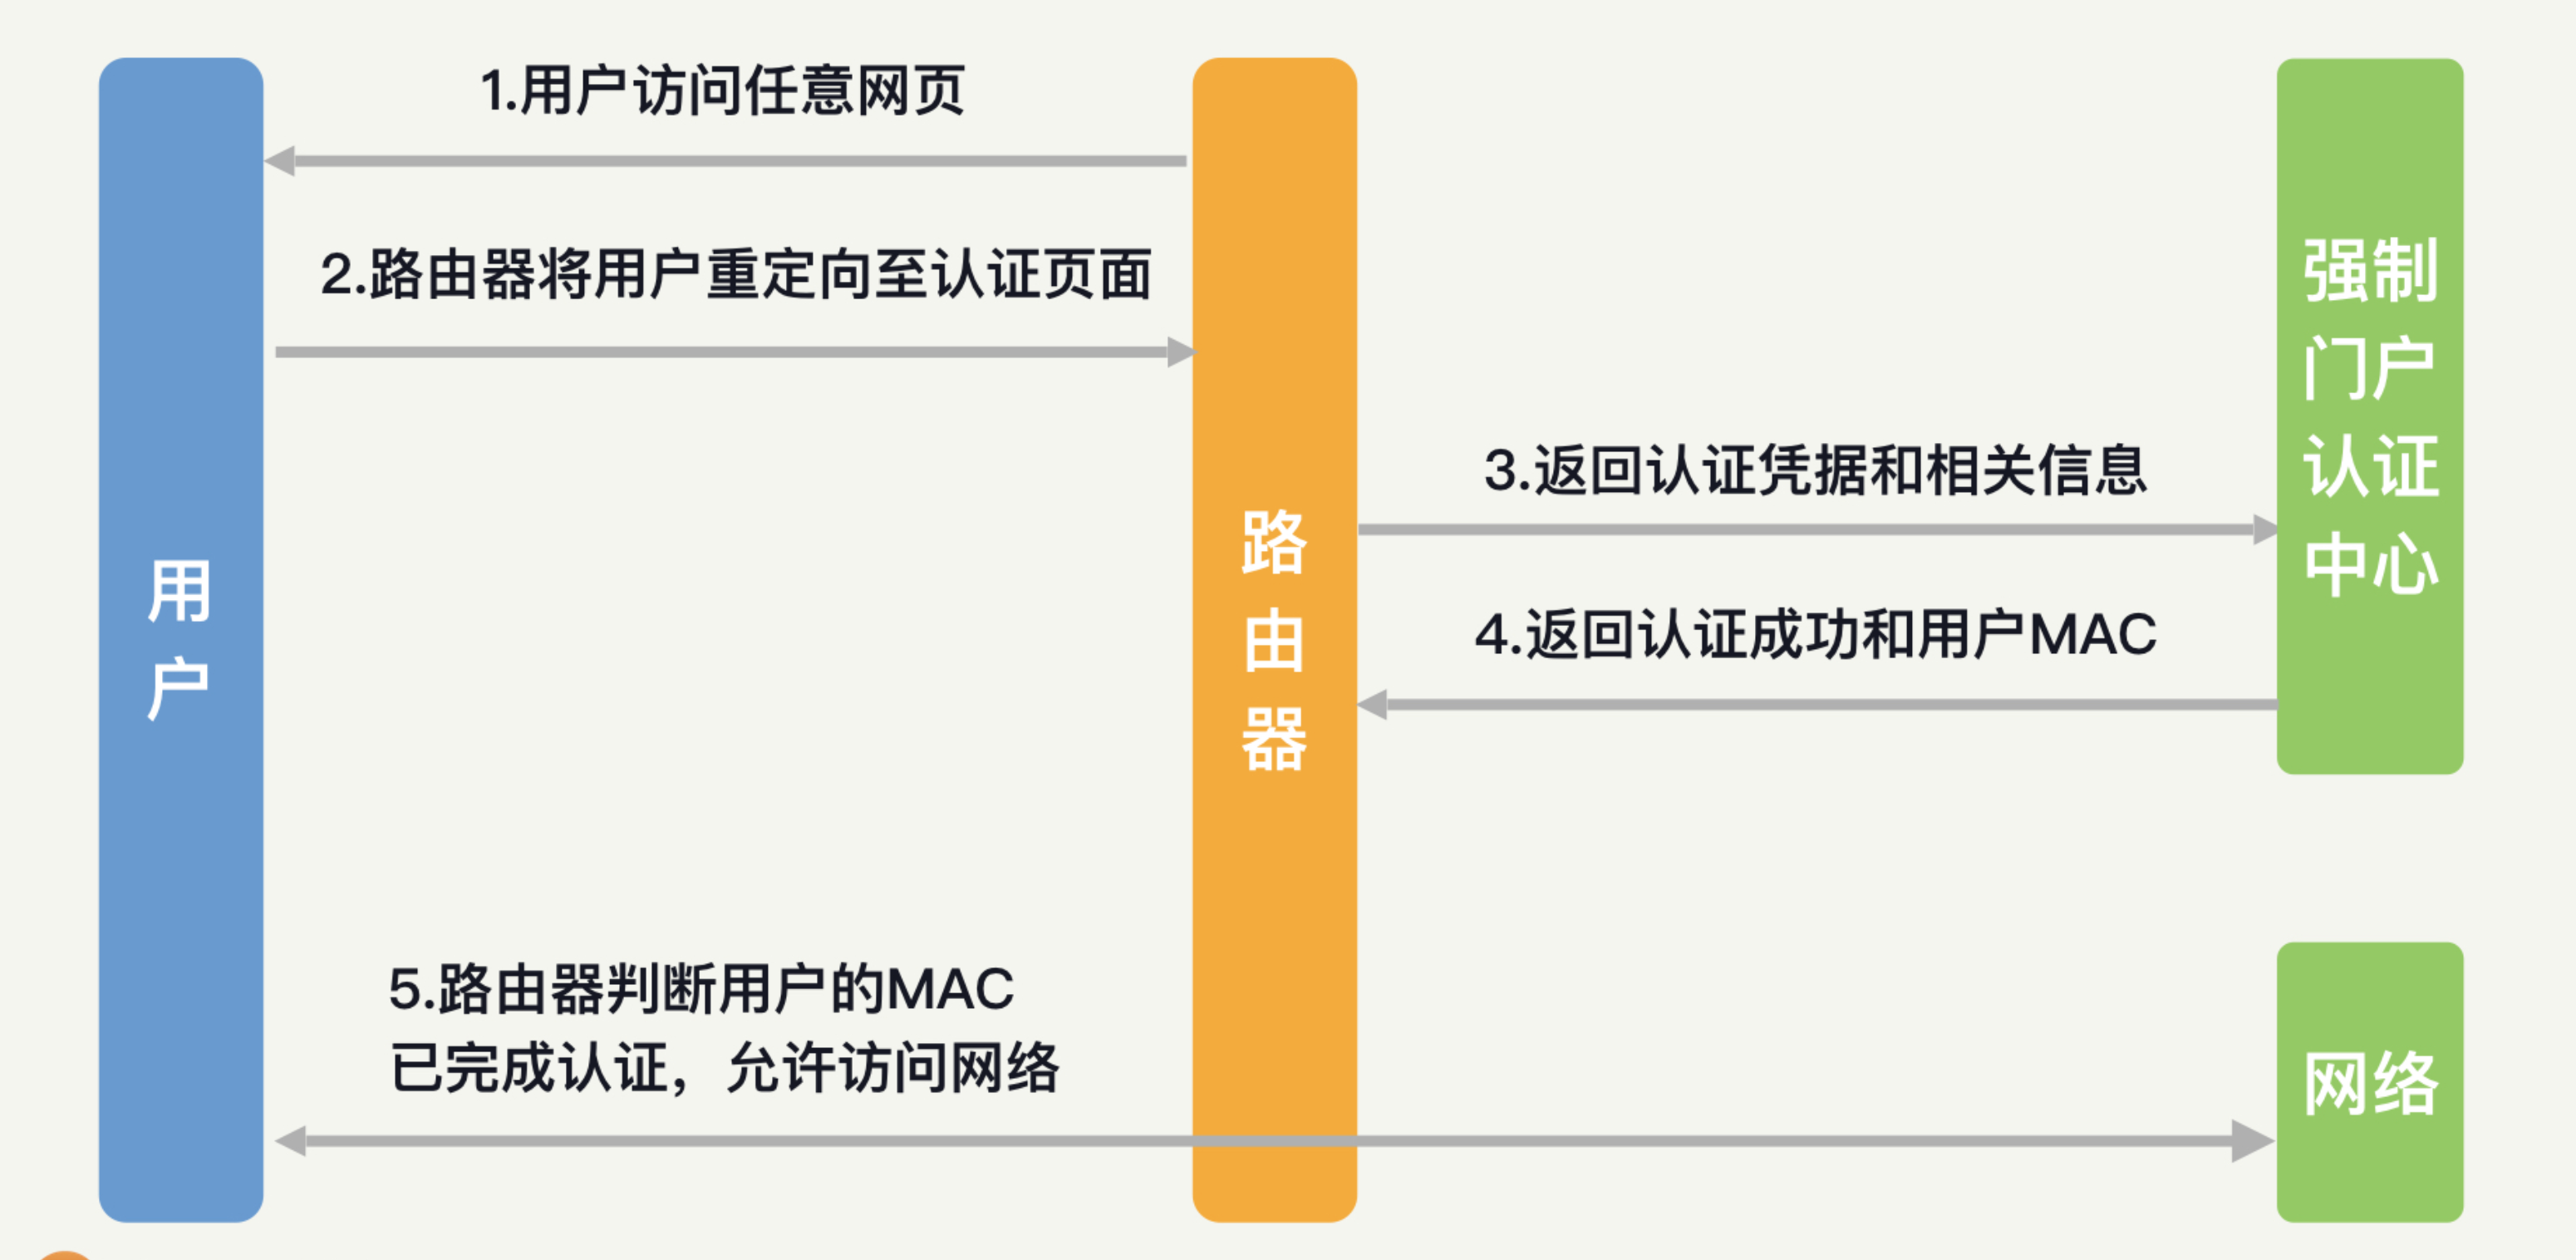 1.用户访问任意网页
2.路由器将用户重定向至认证页面
3.返回认证凭据和相关信息
4.返回认证成功和用户MAC
5.路由器判断用户的MAC
已完成认证，允许访问网络
用
户
路
由
器
强制
门户
认证
中心
网络